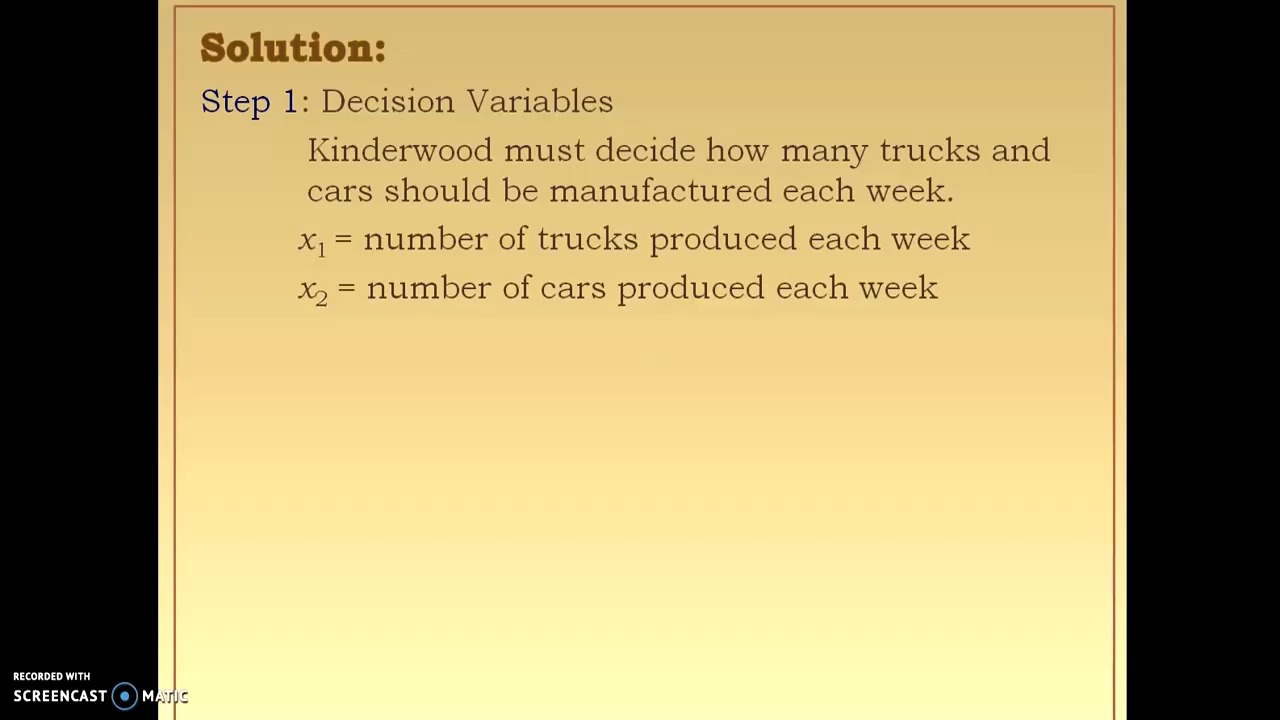 Solution:
Step 1: Decision Variables
Kinderwood must decide how many trucks and
cars should be manufactured each week.
x₁ = number of trucks produced each week
x₂ = number of cars produced each week
RECORDED WITH
SCREENCAST MATIC